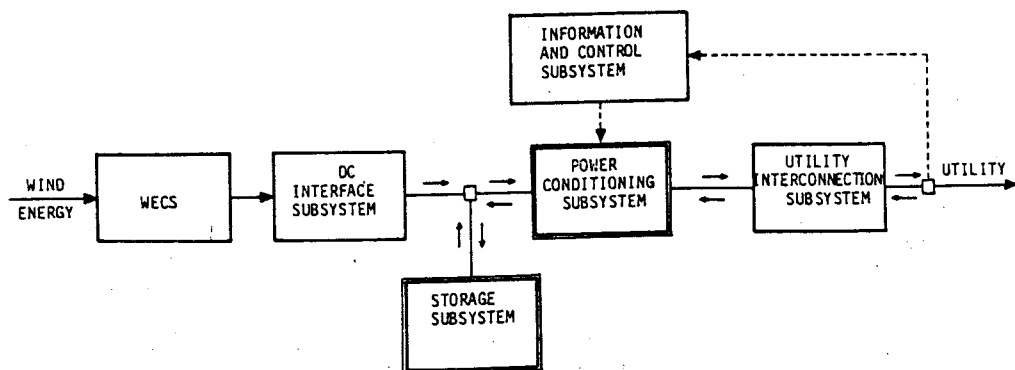 INFORMATION
AND CONTROL
SUBSYSTEM
WIND
ENERGY
WECS
DC
INTERFACE
SUBSYSTEM
POWER
CONDITIONING
SUBSYSTEM
UTILITY
INTERCONNECTION
SUBSYSTEM
UTILITY
STORAGE
SUBSYSTEM